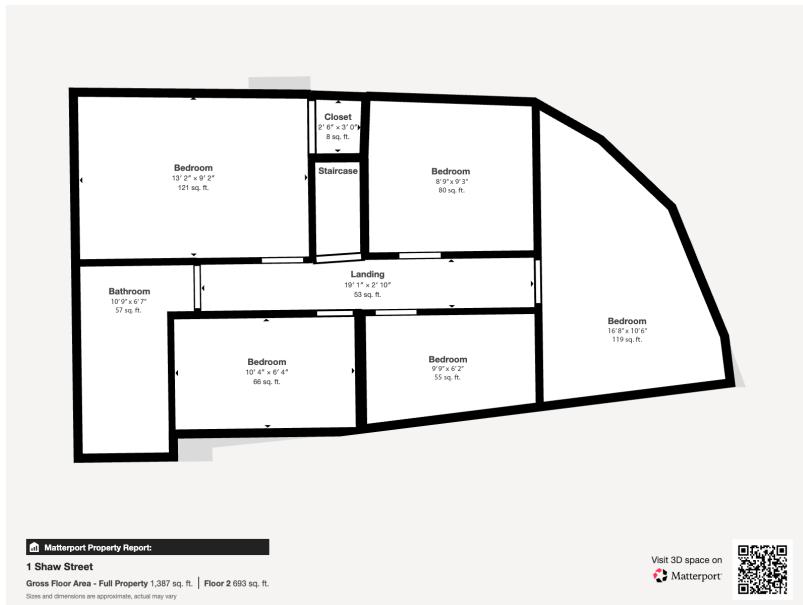 Closet
2' 6" × 3' 0"
8 sq. ft.
Bedroom
13' 2" × 9' 2"
121 sq. ft.
Staircase
Bedroom
8' 9" x 9' 3"
80 sq. ft.
Landing
19' 1" × 2' 10"
53 sq. ft.
Bathroom
10' 9" x 6' 7"
57 sq. ft.
Bedroom
16' 8" x 10' 6"
119 sq. ft.
Bedroom
10' 4" × 6' 4"
66 sq. ft.
Bedroom
9' 9" x 6' 2"
55 sq. ft.
Matterport Property Report:
1 Shaw Street
Gross Floor Area - Full Property 1,387 sq. ft. | Floor 2 693 sq. ft.
Sizes and dimensions are approximate, actual may vary
Visit 3D space on
Matterport